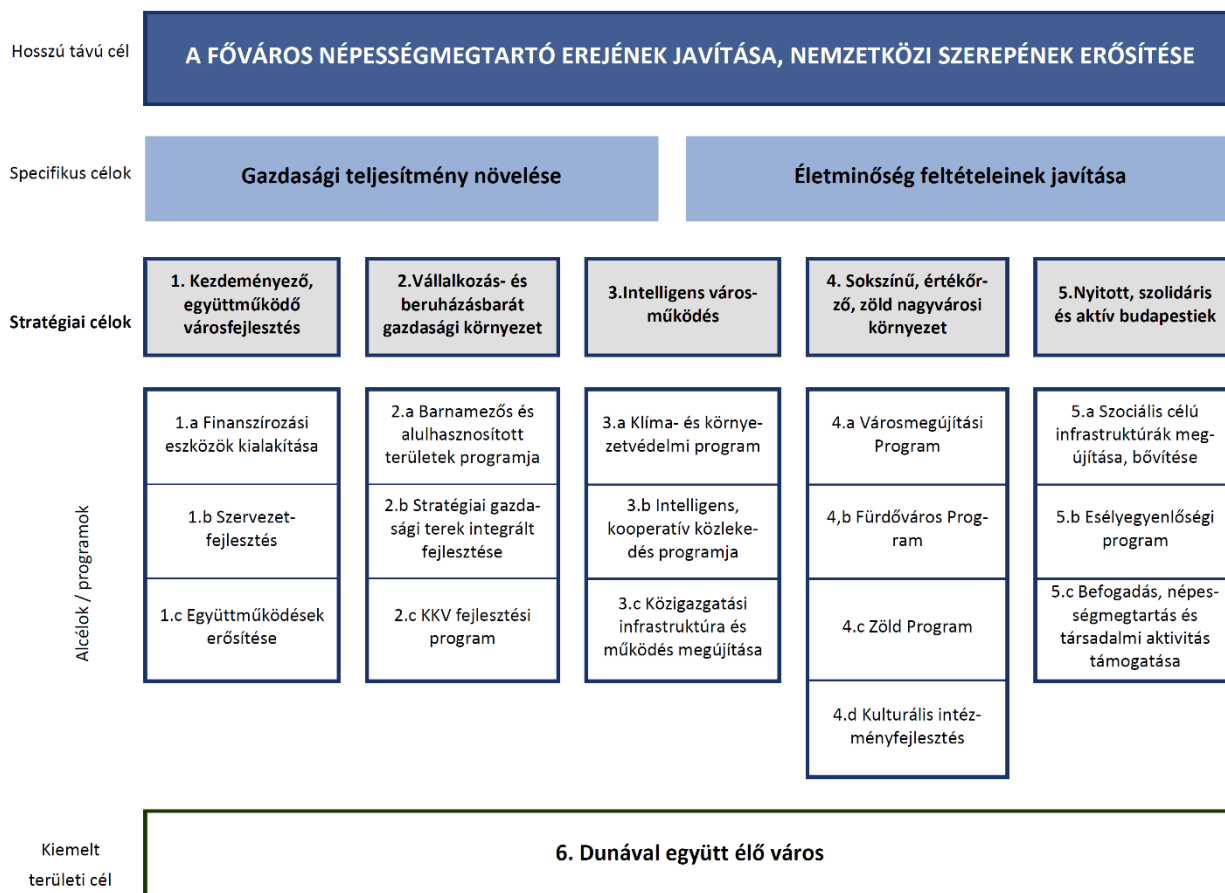 Hosszú távú cél
A FŐVÁROS NÉPESSÉGMEGTARTÓ EREJÉNEK JAVÍTÁSA, NEMZETKÖZI SZEREPÉNEK ERŐSÍTÉSE
Specifikus célok
Gazdasági teljesítmény növelése
Életminőség feltételeinek javítása
Stratégiai célok
1. Kezdeményező,
együttműködő
városfejlesztés
2.Vállalkozás- és
beruházásbarát
gazdasági környezet
3.Intelligens város-
működés
4. Sokszínű, értékőr-
ző, zöld nagyvárosi
környezet
5.Nyitott, szolidáris
és aktív budapestiek
Alcélok / programok
1.a Finanszírozási
eszközök kialakítása
1.b Szervezet-
fejlesztés
1.c Együttműködések
erősítése
2.a Barnamezős és
alulhasznosított
területek programja
2.b Stratégiai gazda-
sági terek integrált
fejlesztése
2.c KKV fejlesztési
program
3.a Klíma- és környe-
zetvédelmi program
3.b Intelligens,
kooperatív közleke-
dés programja
3.c Közigazgatási
infrastruktúra és
működés megújítása
4.a Városmegújítási
Program
4,b Fürdőváros Prog-
ram
4.c Zöld Program
4.d Kulturális intéz-
ményfejlesztés
5.a Szociális célú
infrastruktúrák meg-
újítása, bővítése
5.b Esélyegyenlőségi
program
5.c Befogadás, népes-
ségmegtartás és
társadalmi aktivitás
támogatása
Kiemelt
területi cél
6. Dunával együtt élő város